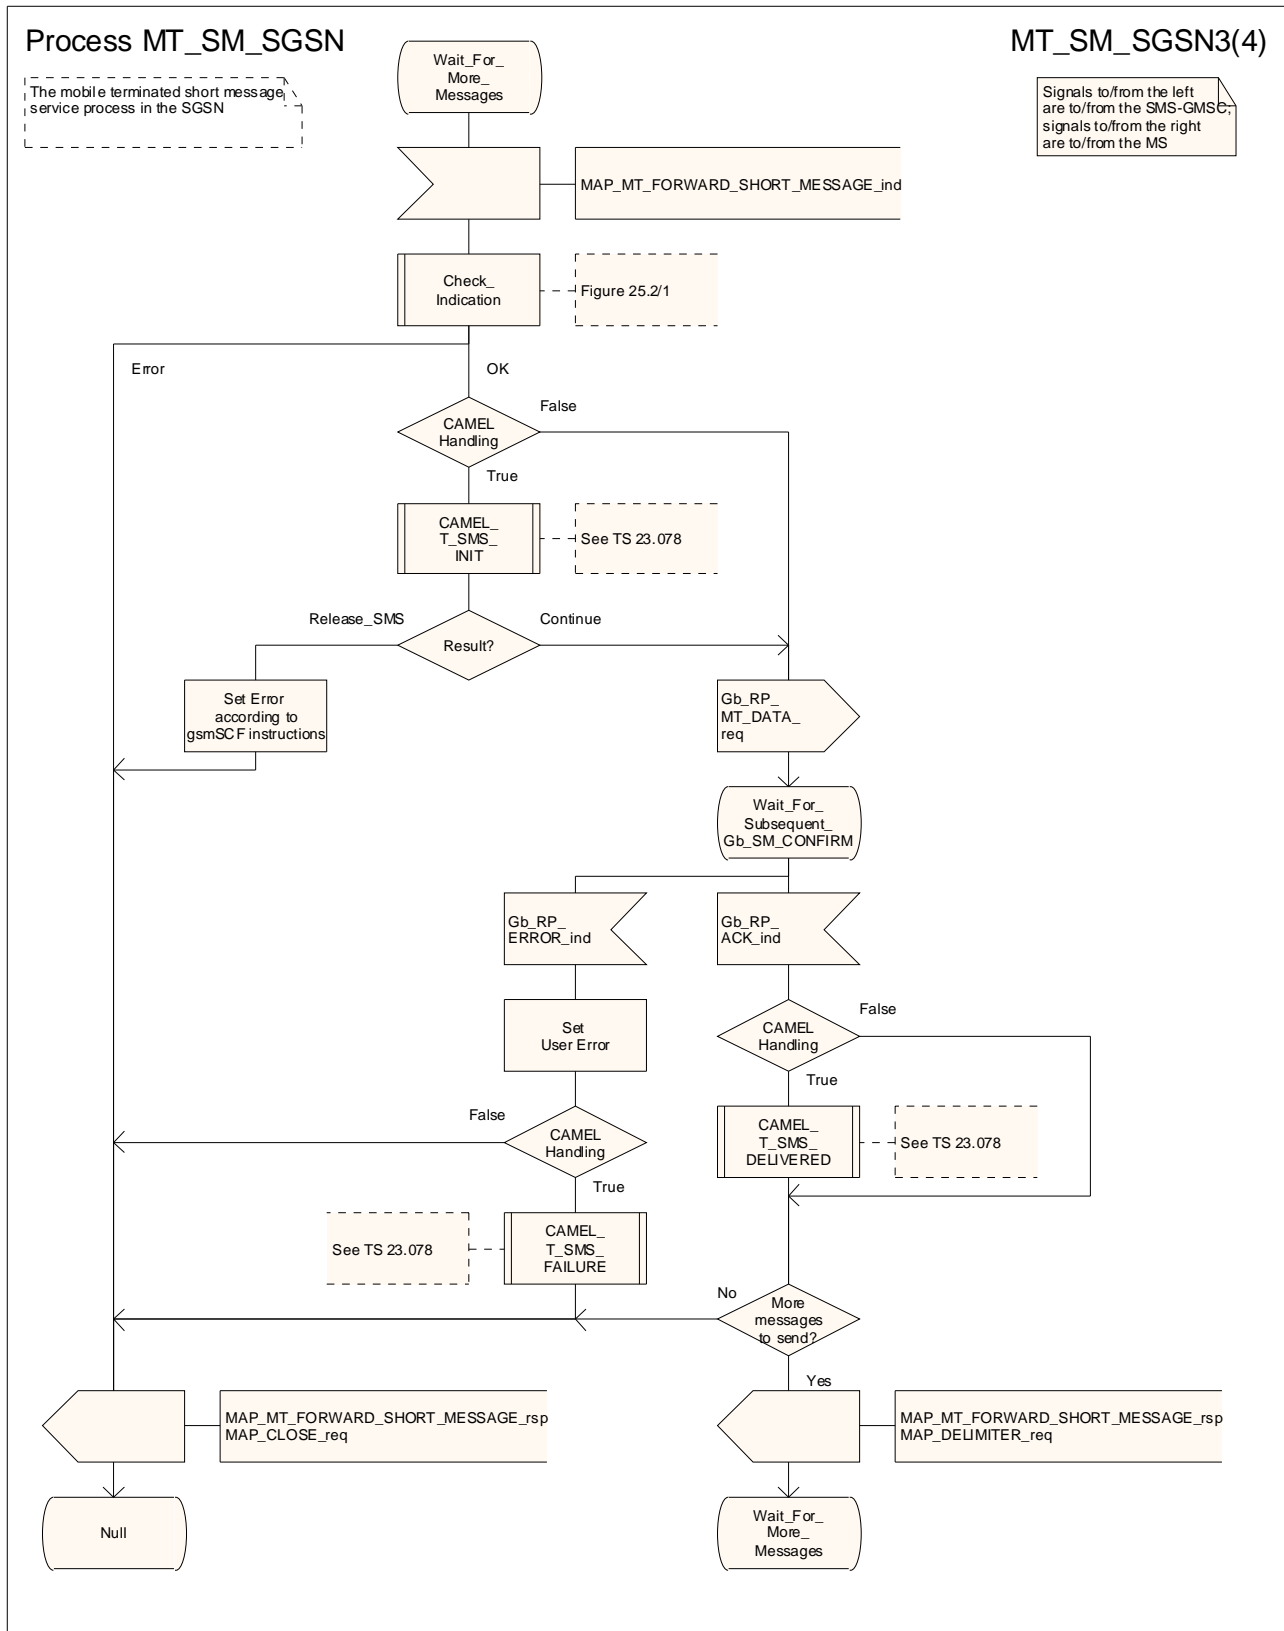 Process MT_SM_SGSN
MT_SM_SGSN3(4)
The mobile terminated short message
service process in the SGSN
Wait_For_
More_
Messages
Signals to/from the left
are to/from the SMS-GMSC;
signals to/from the right
are to/from the MS
MAP_MT_FORWARD_SHORT_MESSAGE_ind
Check_
Indication
Figure 25.2/1
Error
OK
CAMEL
Handling
False
True
CAMEL_
T_SMS_
INIT
See TS 23.078
Release_SMS
Result?
Continue
Set Error
according to
gsmSCF instructions
Gb_RP_
MT_DATA_
req
Wait_For_
Subsequent_
Gb_SM_CONFIRM
Gb_RP_
ERROR_ind
Gb_RP_
ACK_ind
Set
User Error
CAMEL
Handling
False
True
False
CAMEL
Handling
True
CAMEL_
T_SMS_
DELIVERED
See TS 23.078
See TS 23.078
CAMEL_
T_SMS_
FAILURE
No
More
messages
to send?
Yes
MAP_MT_FORWARD_SHORT_MESSAGE_rsp
MAP_CLOSE_req
MAP_MT_FORWARD_SHORT_MESSAGE_rsp
MAP_DELIMITER_req
Null
Wait_For_
More_
Messages